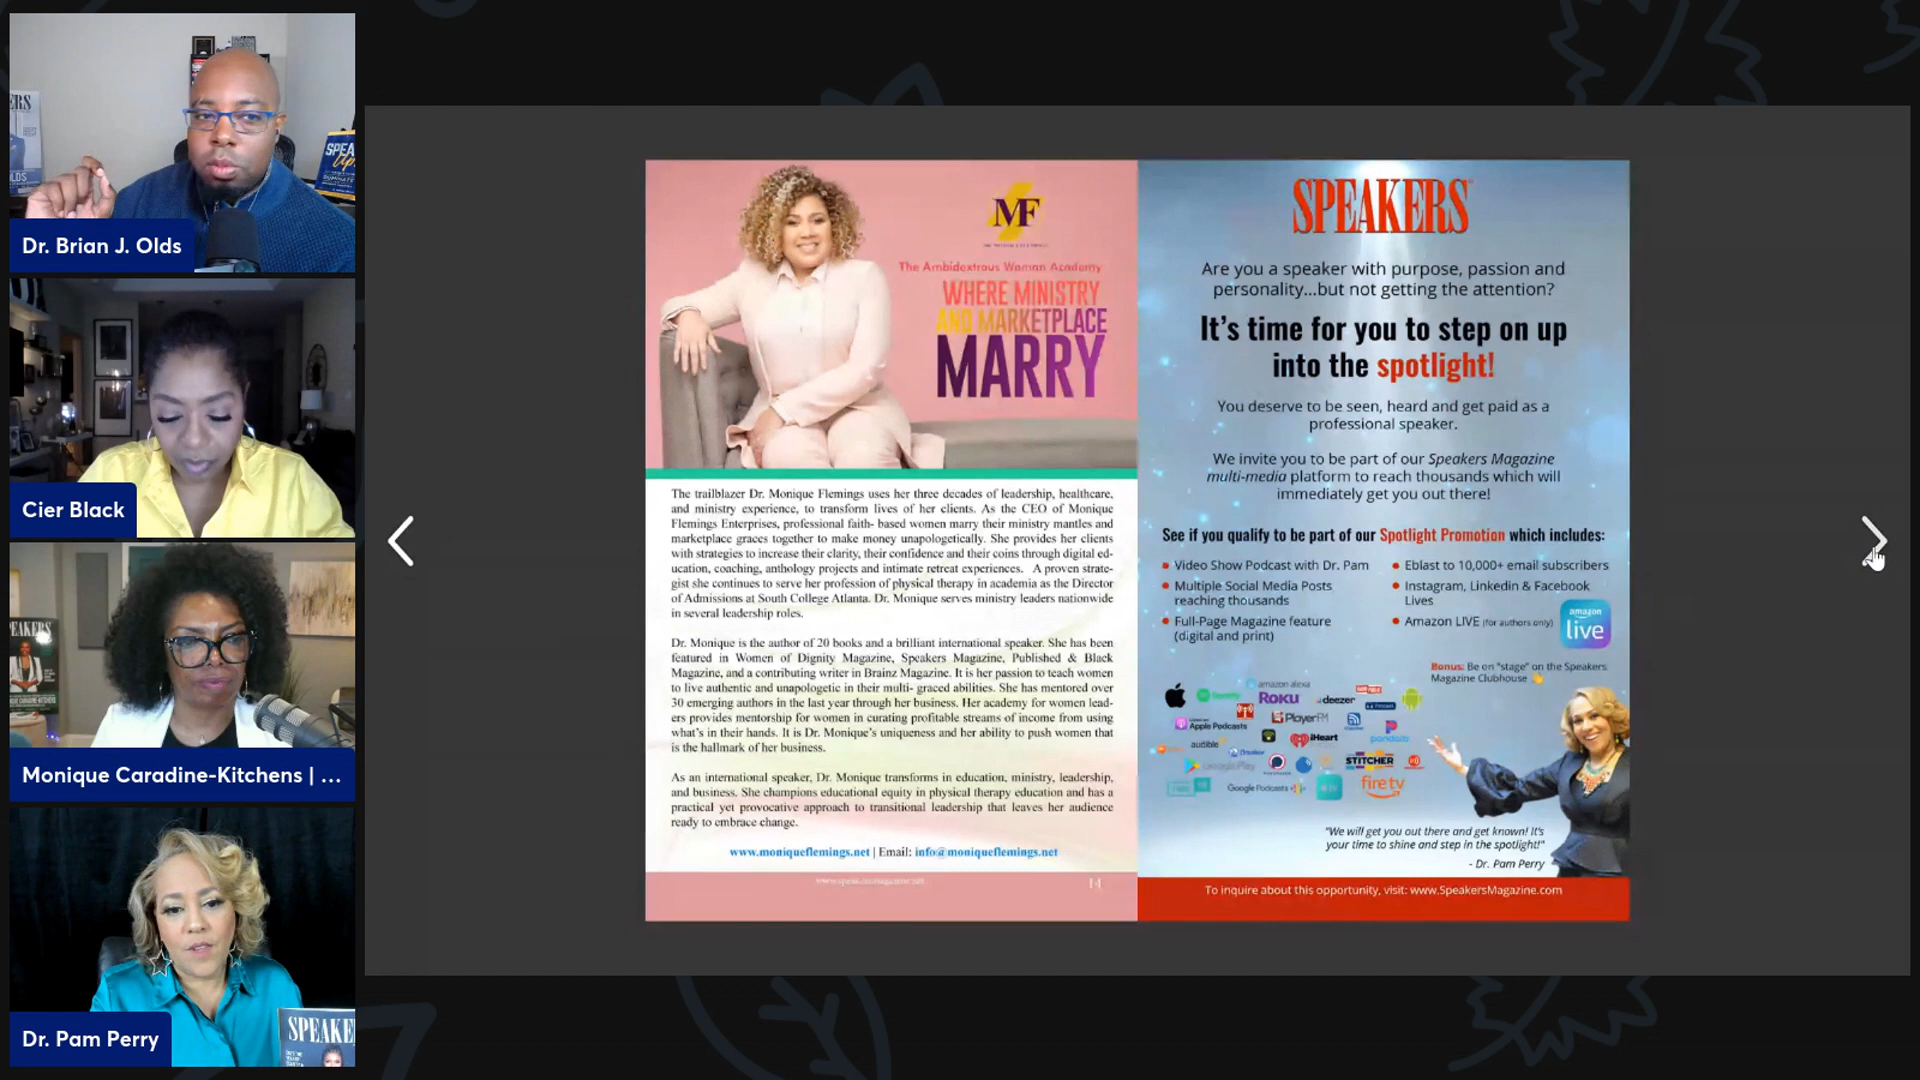 ERS
OLDS
SPEA
Up
Dr. Brian J. Olds
Cier Black
EAKERS
Monique Caradine-Kitchens | ...
SPEAKE
Dr. Pam Perry
MF
The Ambidextrous Woman Academy
WHERE MINISTRY
AND MARKETPLACE
MARRY
The trailblazer Dr. Monique Flemings uses her three decades of leadership, healthcare,
and ministry experience, to transform lives of her clients. As the CEO of Monique
Flemings Enterprises, professional faith- based women marry their ministry mantles and
marketplace graces together to make money unapologetically. She provides her clients
with strategies to increase their clarity, their confidence and their coins through digital ed-
ucation, coaching, anthology projects and intimate retreat experiences. A proven strate-
gist she continues to serve her profession of physical therapy in academia as the Director
of Admissions at South College Atlanta. Dr. Monique serves ministry leaders nationwide
in several leadership roles.
Dr. Monique is the author of 20 books and a brilliant international speaker. She has been
featured in Women of Dignity Magazine, Speakers Magazine, Published & Black
Magazine, and a contributing writer in Brainz Magazine. It is her passion to teach women
to live authentic and unapologetic in their multi- graced abilities. She has mentored over
30 emerging authors in the last year through her business. Her academy for women lead-
ers provides mentorship for women in curating profitable streams of income from using
what's in their hands. It is Dr. Monique's uniqueness and her ability to push women that
is the hallmark of her business.
As an international speaker, Dr. Monique transforms in education, ministry, leadership,
and business. She champions educational equity in physical therapy education and has a
practical yet provocative approach to transitional leadership that leaves her audience
ready to embrace change.
www.moniqueflemings.net | Email: info@moniqueflemings.net
www.speakersmagazine.net
14
SPEAKERS
Are you a speaker with purpose, passion and
personality...but not getting the attention?
It's time for you to step on up
into the spotlight!
You deserve to be seen, heard and get paid as a
professional speaker.
We invite you to be part of our Speakers Magazine
multi-media platform to reach thousands which will
immediately get you out there!
See if you qualify to be part of our Spotlight Promotion which includes:
Video Show Podcast with Dr. Pam
Multiple Social Media Posts
reaching thousands
Full-Page Magazine feature
(digital and print)
Eblast to 10,000+ email subscribers
Instagram, Linkedin & Facebook
Lives
Amazon LIVE (for authors only)
amazon
live
Bonus: Be on "stage" on the Speakers
Magazine Clubhouse
amazon alexa
Spotify
Roku
deezer
Apple Podcasts
PlayerFM
pandora
audible
iHeart
Breaker
Google Play
STITCHER
Google Podcasts
fire tv
"We will get you out there and get known! It's
your time to shine and step in the spotlight!"
- Dr. Pam Perry
To inquire about this opportunity, visit: www.SpeakersMagazine.com